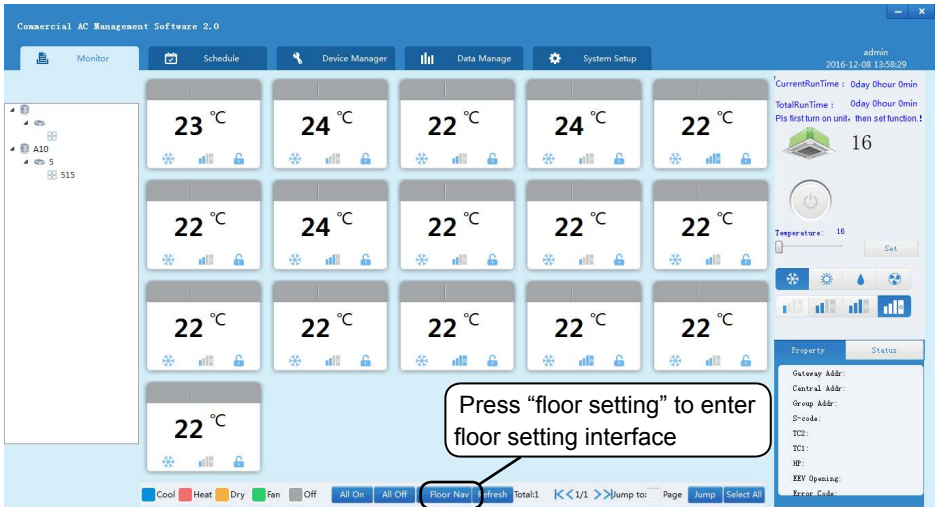 Commercial AC Management Software 2.0
Monitor Schedule Device Manager Data Manage System Setup
admin
2016-12-08 13:58:29
A10
5
515
23 °C 24 °C 22 °C 24 °C 22 °C
22 °C 24 °C 22 °C 22 °C 22 °C
22 °C 22 °C 22 °C 22 °C 22 °C
22 °C
CurrentRunTime : 0day 0hour 0min
TotalRunTime : 0day 0hour 0min
Pls first turn on unit, then set function.!
16
Temperature: 16
Set
Property Status
Gateway Addr:
Central Addr:
Group Addr:
S-code:
TC2:
TC1:
HP:
EEV Opening:
Error Code:
Press “floor setting” to enter
floor setting interface
Cool Heat Dry Fan Off All On All Off Floor Nav Refresh Total:1 <<1/1 >> Jump to: Page Jump Select All